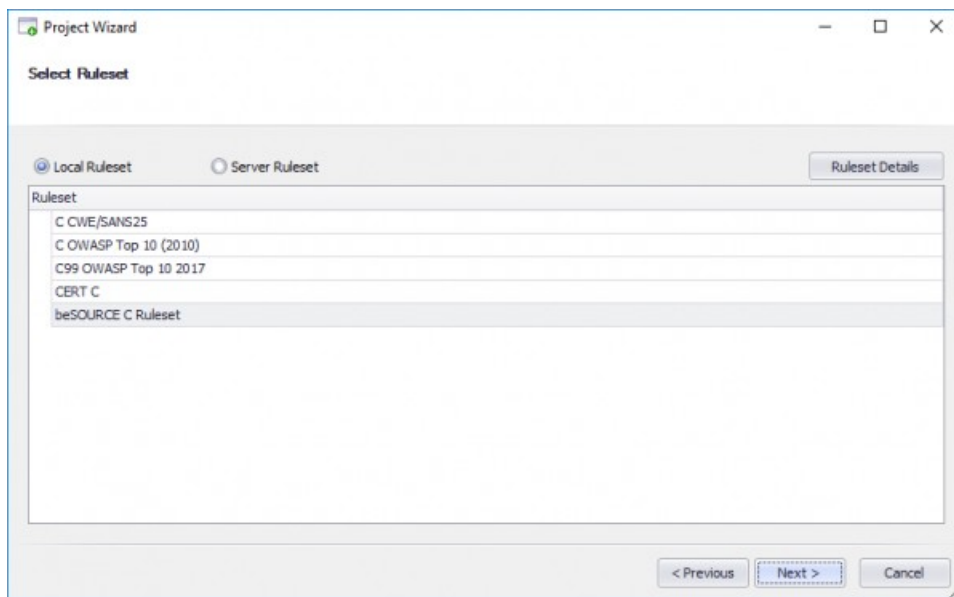 Project Wizard
Select Ruleset
Local Ruleset Server Ruleset Ruleset Details
Ruleset
C CWE/SANS25
C OWASP Top 10 (2010)
C99 OWASP Top 10 2017
CERT C
beSOURCE C Ruleset
< Previous Next > Cancel